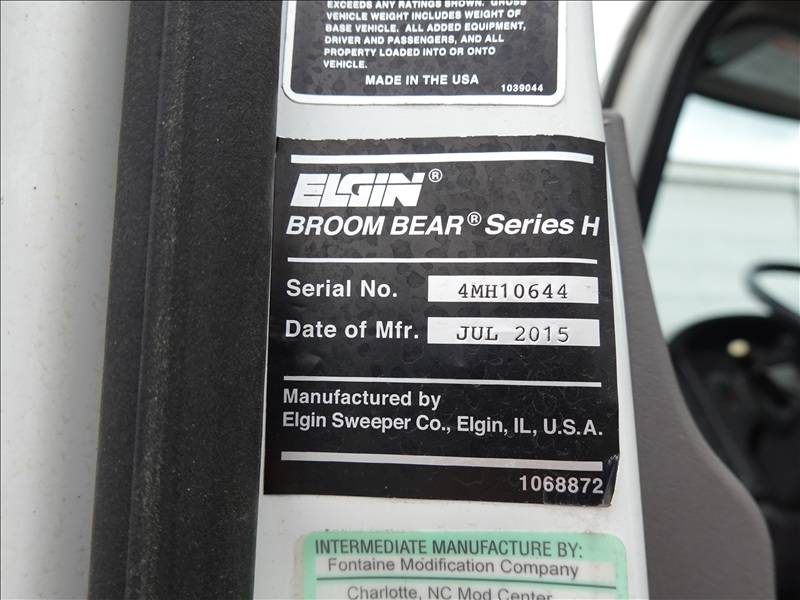 EXCEEDS ANY RATINGS SHOWN. GROSS
VEHICLE WEIGHT INCLUDES WEIGHT OF
BASE VEHICLE. ALL ADDED EQUIPMENT,
DRIVER AND PASSENGERS, AND ALL
PROPERTY LOADED INTO OR ONTO
VEHICLE.
MADE IN THE USA
1039044
ELGIN®
BROOM BEAR® Series H
Serial No. 4MH10644
Date of Mfr. JUL 2015
Manufactured by
Elgin Sweeper Co., Elgin, IL, U.S.A.
1068872
INTERMEDIATE MANUFACTURE BY:
Fontaine Modification Company
Charlotte, NC Mod Center